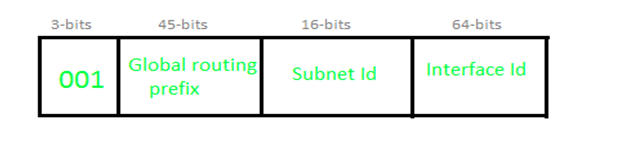 3-bits 45-bits 16-bits 64-bits
001 Global routing prefix Subnet Id Interface Id